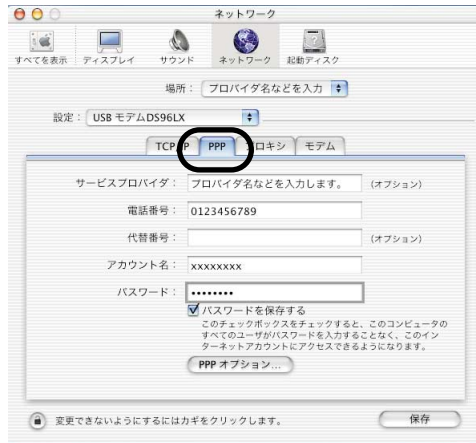 ネットワーク
すべてを表示 ディスプレイ サウンド ネットワーク 起動ディスク
場所： プロバイダ名などを入力
設定： USB モデムDS96LX
TCP/IP PPP プロキシ モデム
サービスプロバイダ： プロバイダ名などを入力します。 (オプション)
電話番号： 0123456789
代替番号： (オプション)
アカウント名： xxxxxxxx
パスワード： ••••••••
パスワードを保存する
このチェックボックスをチェックすると、このコンピュータの
すべてのユーザがパスワードを入力することなく、このイン
ターネットアカウントにアクセスできるようになります。
PPP オプション...
変更できないようにするにはカギをクリックします。 保存